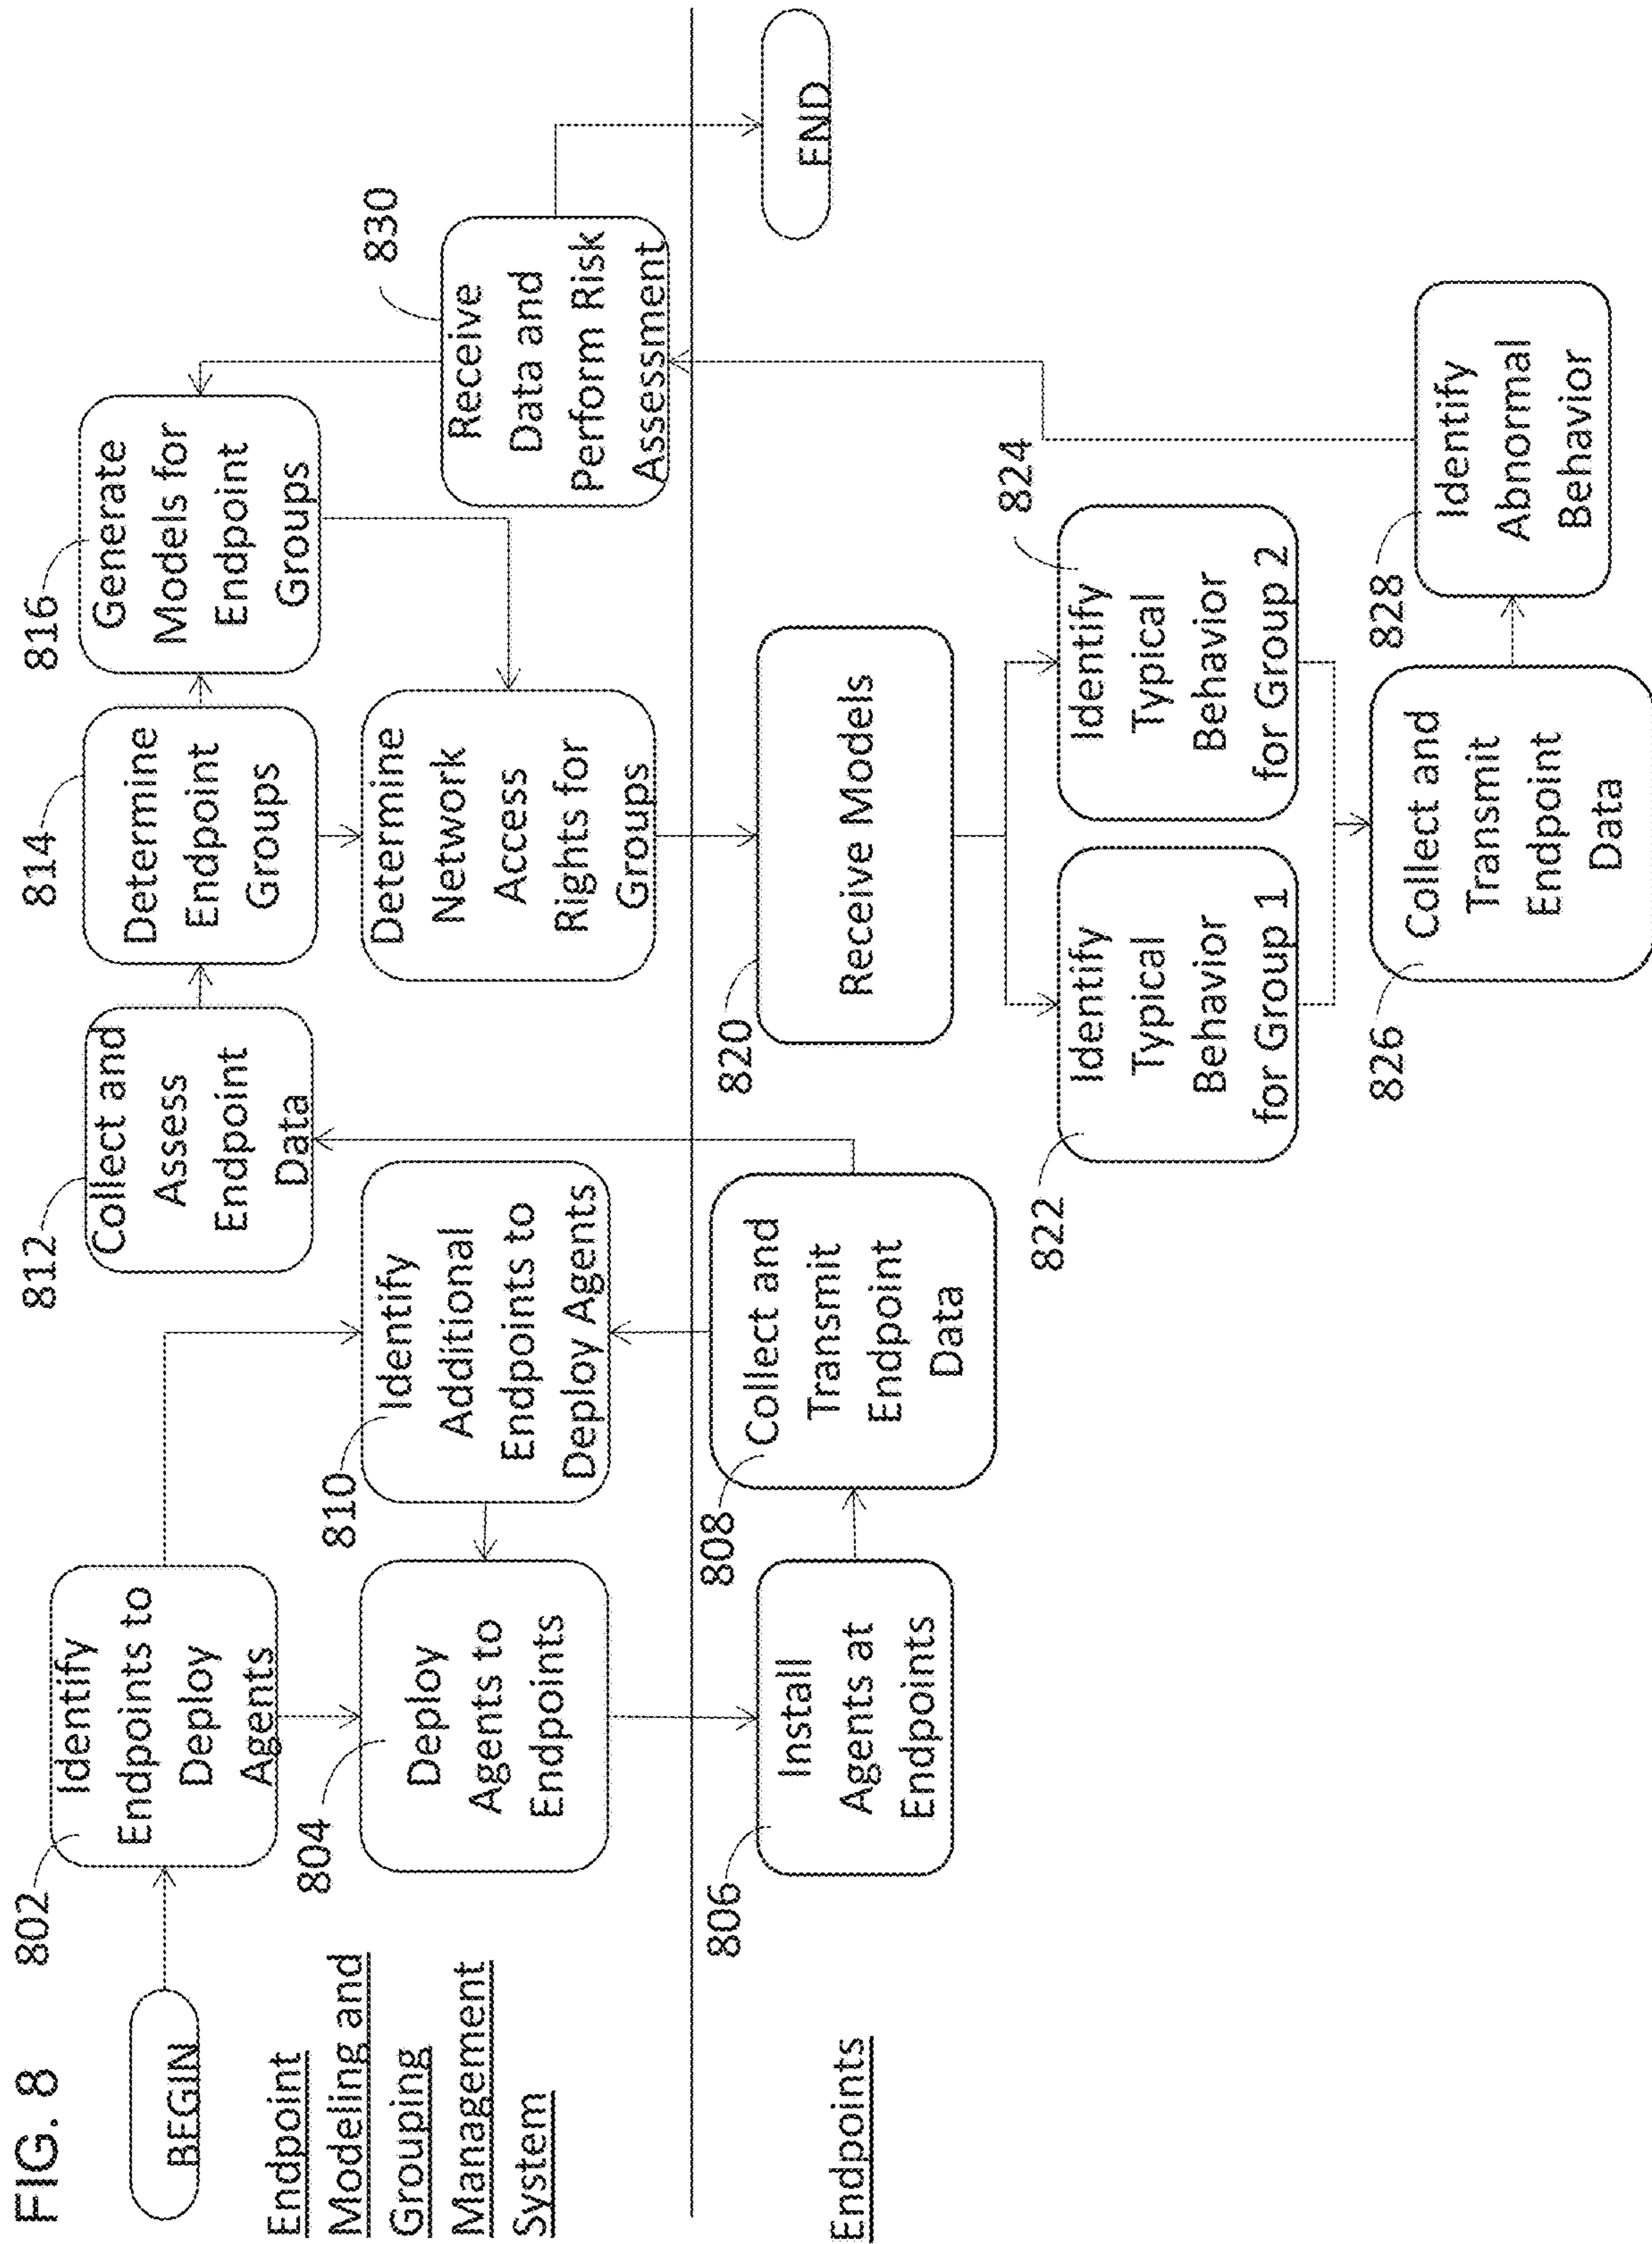 FIG. 8
BEGIN
Endpoint
Modeling and
Grouping
Management
System
802
Identify
Endpoints to
Deploy
Agents
804
Deploy
Agents to
Endpoints
810
Identify
Additional
Endpoints to
Deploy Agents
812
Collect and
Assess
Endpoint
Data
814
Determine
Endpoint
Groups
816
Generate
Models for
Endpoint
Groups
Determine
Network
Access
Rights for
Groups
830
Receive
Data and
Perform Risk
Assessment
END
Endpoints
806
Install
Agents at
Endpoints
808
Collect and
Transmit
Endpoint
Data
820
Receive Models
822
Identify
Typical
Behavior
for Group 1
824
Identify
Typical
Behavior
for Group 2
826
Collect and
Transmit
Endpoint
Data
828
Identify
Abnormal
Behavior